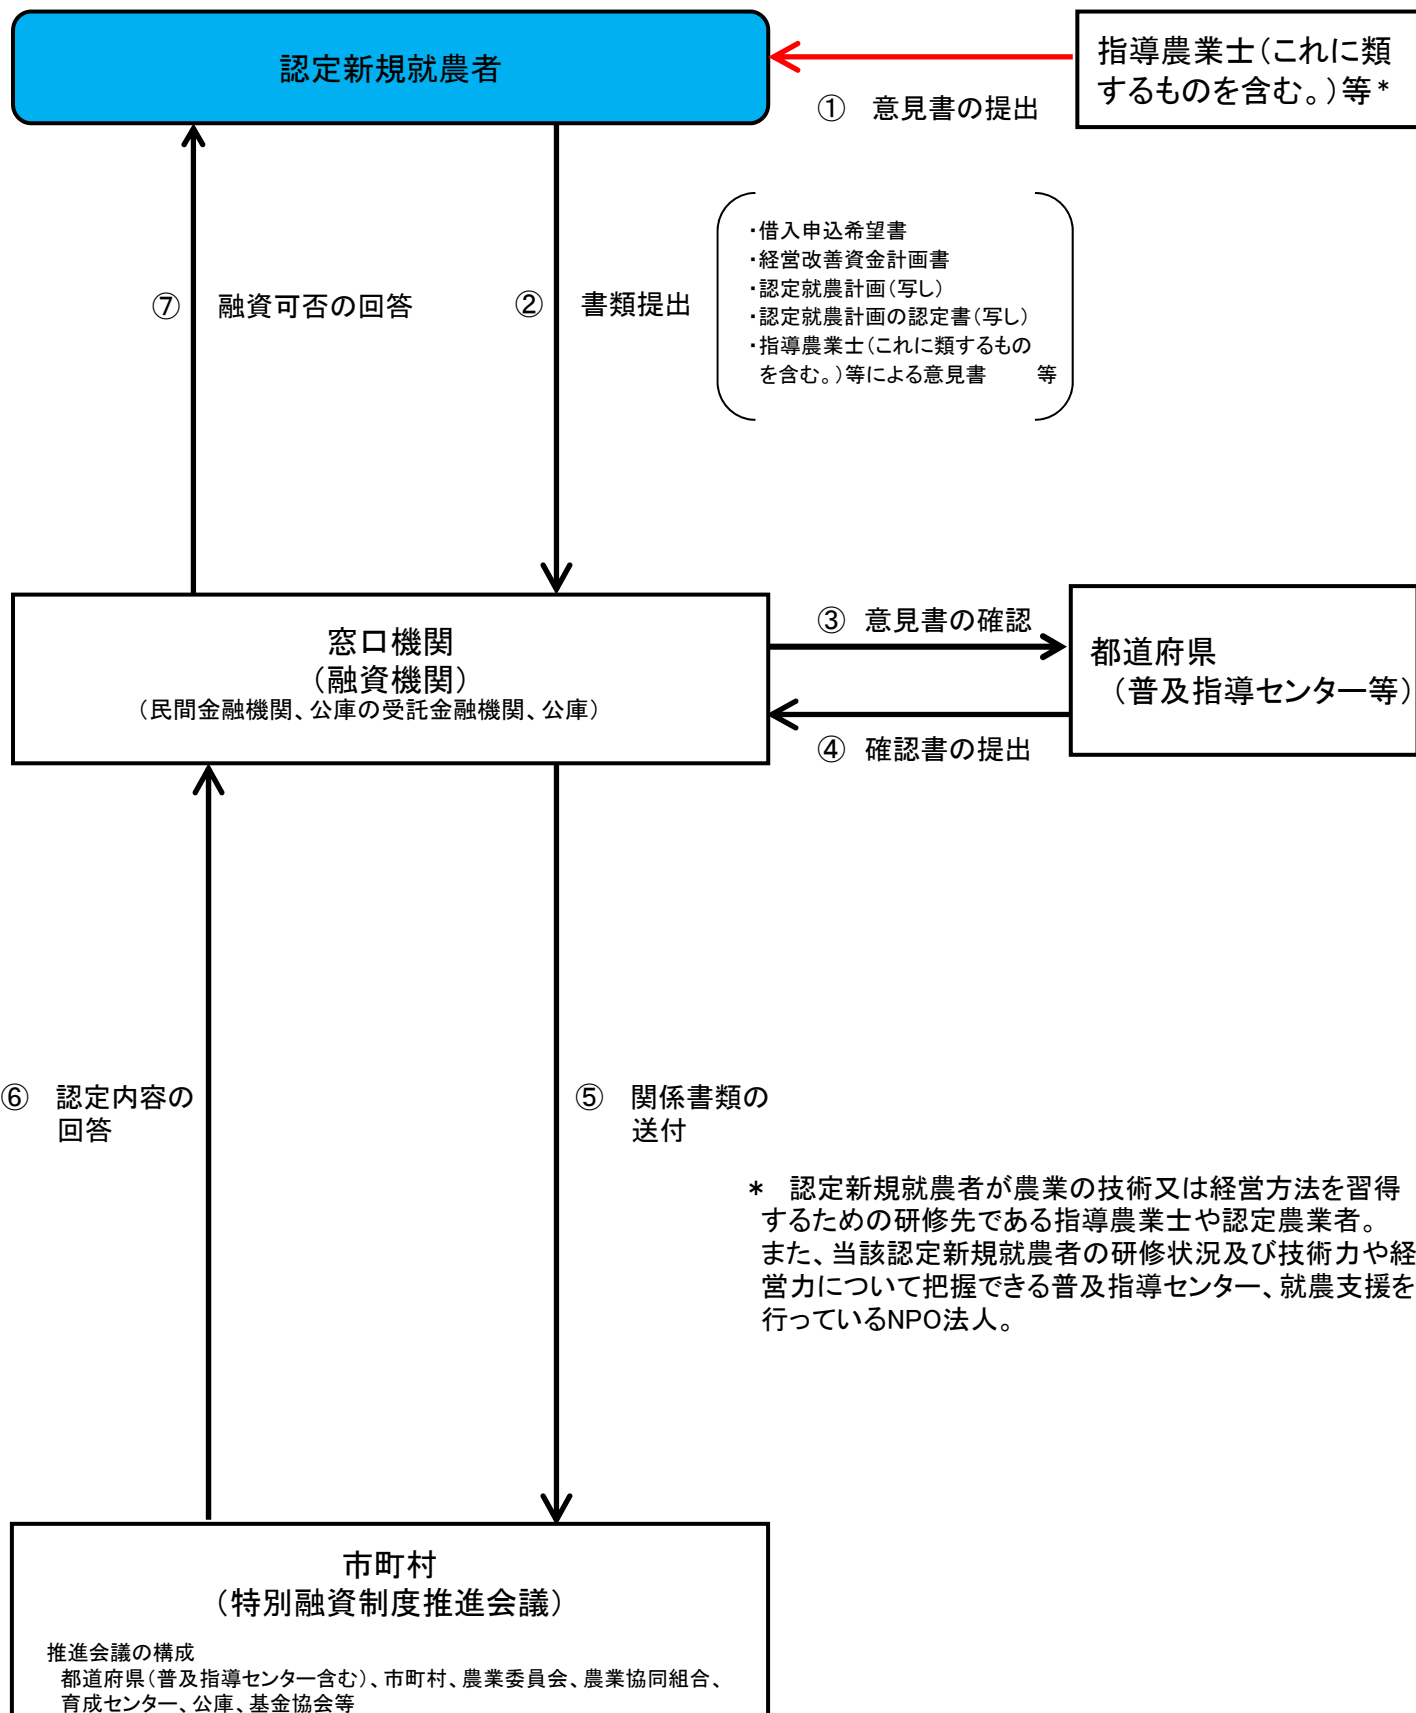 認定新規就農者
指導農業士(これに類
するものを含む。)等*
① 意見書の提出
・借入申込希望書
・経営改善資金計画書
・認定就農計画(写し)
・認定就農計画の認定書(写し)
・指導農業士(これに類するもの
を含む。)等による意見書 等
⑦ 融資可否の回答
② 書類提出
窓口機関
(融資機関)
(民間金融機関、公庫の受託金融機関、公庫)
③ 意見書の確認
都道府県
(普及指導センター等)
④ 確認書の提出
⑥ 認定内容の
回答
⑤ 関係書類の
送付
* 認定新規就農者が農業の技術又は経営方法を習得
するための研修先である指導農業士や認定農業者。
また、当該認定新規就農者の研修状況及び技術力や経
営力について把握できる普及指導センター、就農支援を
行っているNPO法人。
市町村
(特別融資制度推進会議)
推進会議の構成
都道府県(普及指導センター含む)、市町村、農業委員会、農業協同組合、
育成センター、公庫、基金協会等